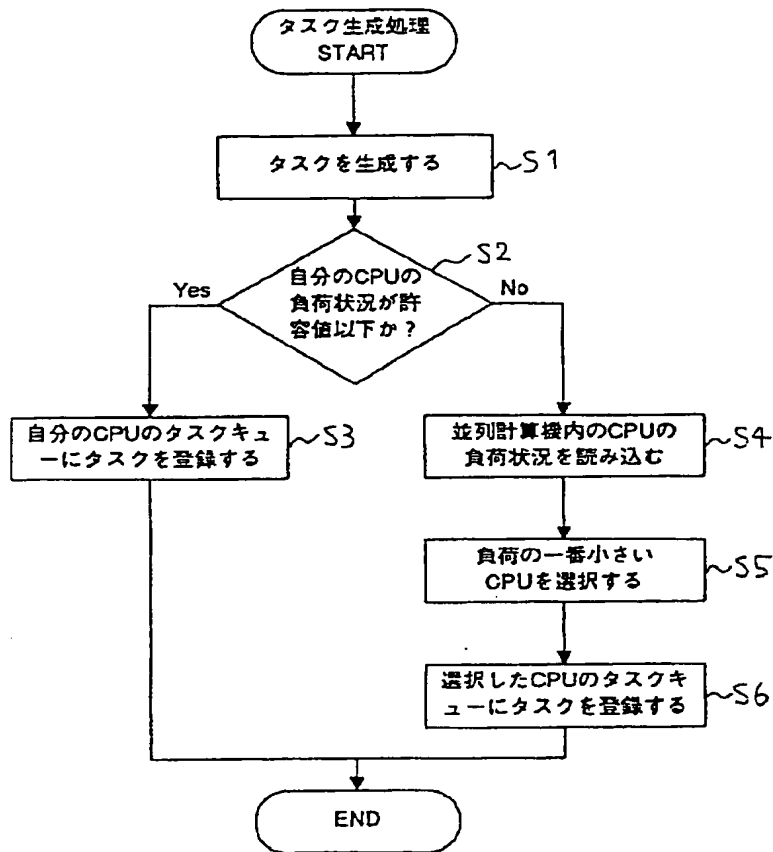 タスク生成処理
START
タスクを生成する
S1
S2
自分のCPUの
負荷状況が許
容値以下か?
Yes
No
自分のCPUのタスクキュ
ーにタスクを登録する
S3
並列計算機内のCPUの
負荷状況を読み込む
S4
負荷の一番小さい
CPUを選択する
S5
選択したCPUのタスクキ
ューにタスクを登録する
S6
END